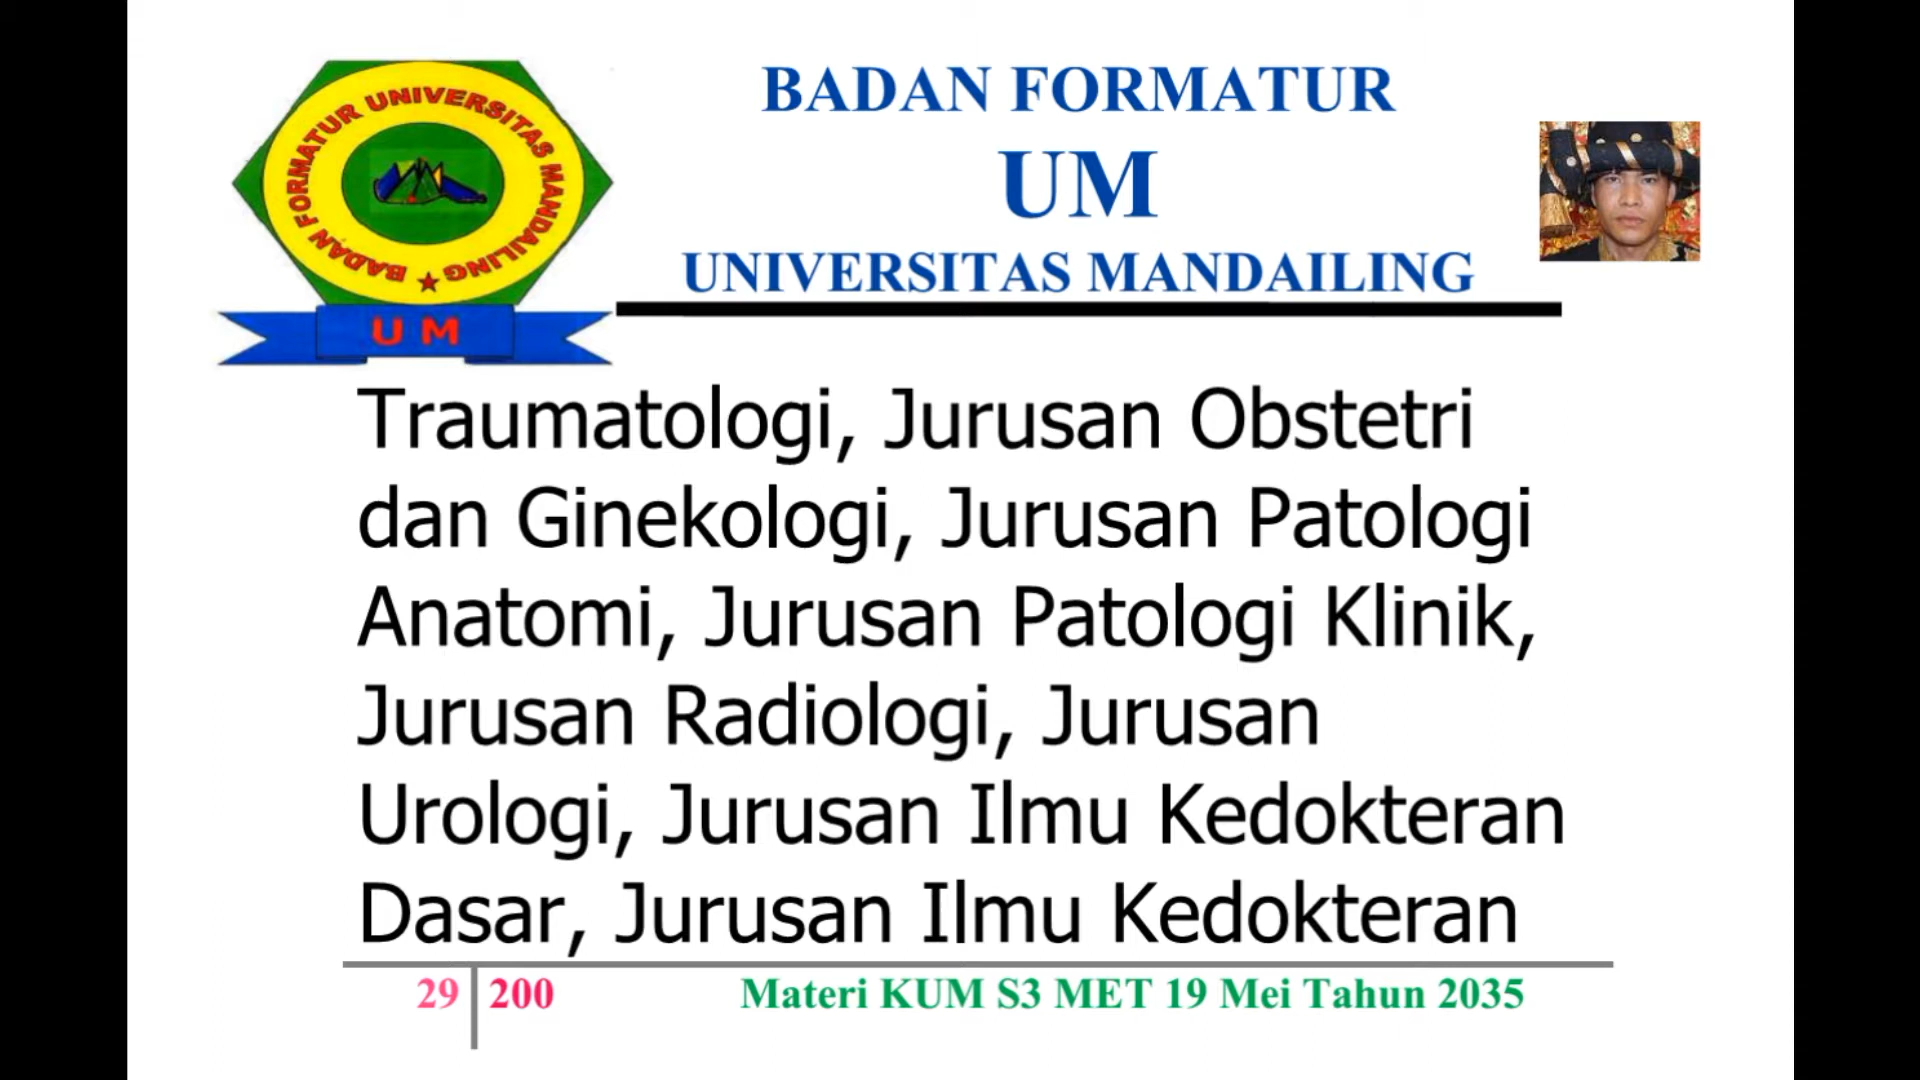 BADAN FORMATUR UNIVERSITAS MANDAILING
U M
BADAN FORMATUR
UM
UNIVERSITAS MANDAILING
Traumatologi, Jurusan Obstetri
dan Ginekologi, Jurusan Patologi
Anatomi, Jurusan Patologi Klinik,
Jurusan Radiologi, Jurusan
Urologi, Jurusan Ilmu Kedokteran
Dasar, Jurusan Ilmu Kedokteran
29 200 Materi KUM S3 MET 19 Mei Tahun 2035